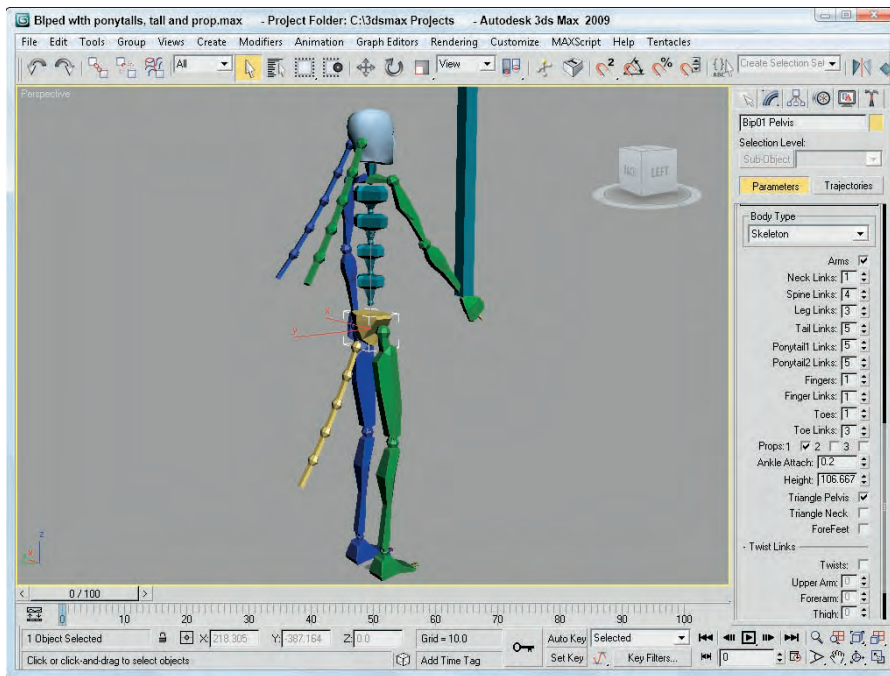 Biped with ponytails, tall and prop.max - Project Folder: C:\3dsmax Projects - Autodesk 3ds Max 2009
File Edit Tools Group Views Create Modifiers Animation Graph Editors Rendering Customize MAXScript Help Tentacles
All View Create Selection Set
Perspective
LEFT
Bip01 Pelvis
Selection Level:
Sub-Object
Parameters Trajectories
Body Type
Skeleton
Arms
Neck Links: 1
Spine Links: 4
Leg Links: 3
Tail Links: 5
Ponytail1 Links: 5
Ponytail2 Links: 5
Fingers: 1
Finger Links: 1
Toes: 1
Toe Links: 3
Props: 1 2 3
Ankle Attach: 0.2
Height: 106.667
Triangle Pelvis
Triangle Neck
ForeFeet
- Twist Links
Twists:
Upper Arm: 0
Forearm: 0
Thigh: 0
x
y
z
x
< 0 / 100 >
0 10 20 30 40 50 60 70 80 90 100
1 Object Selected X: 218.305 Y: -387.164 Z: 0.0 Grid = 10.0 Auto Key Selected
Click or click-and-drag to select objects Add Time Tag Set Key Key Filters... 0